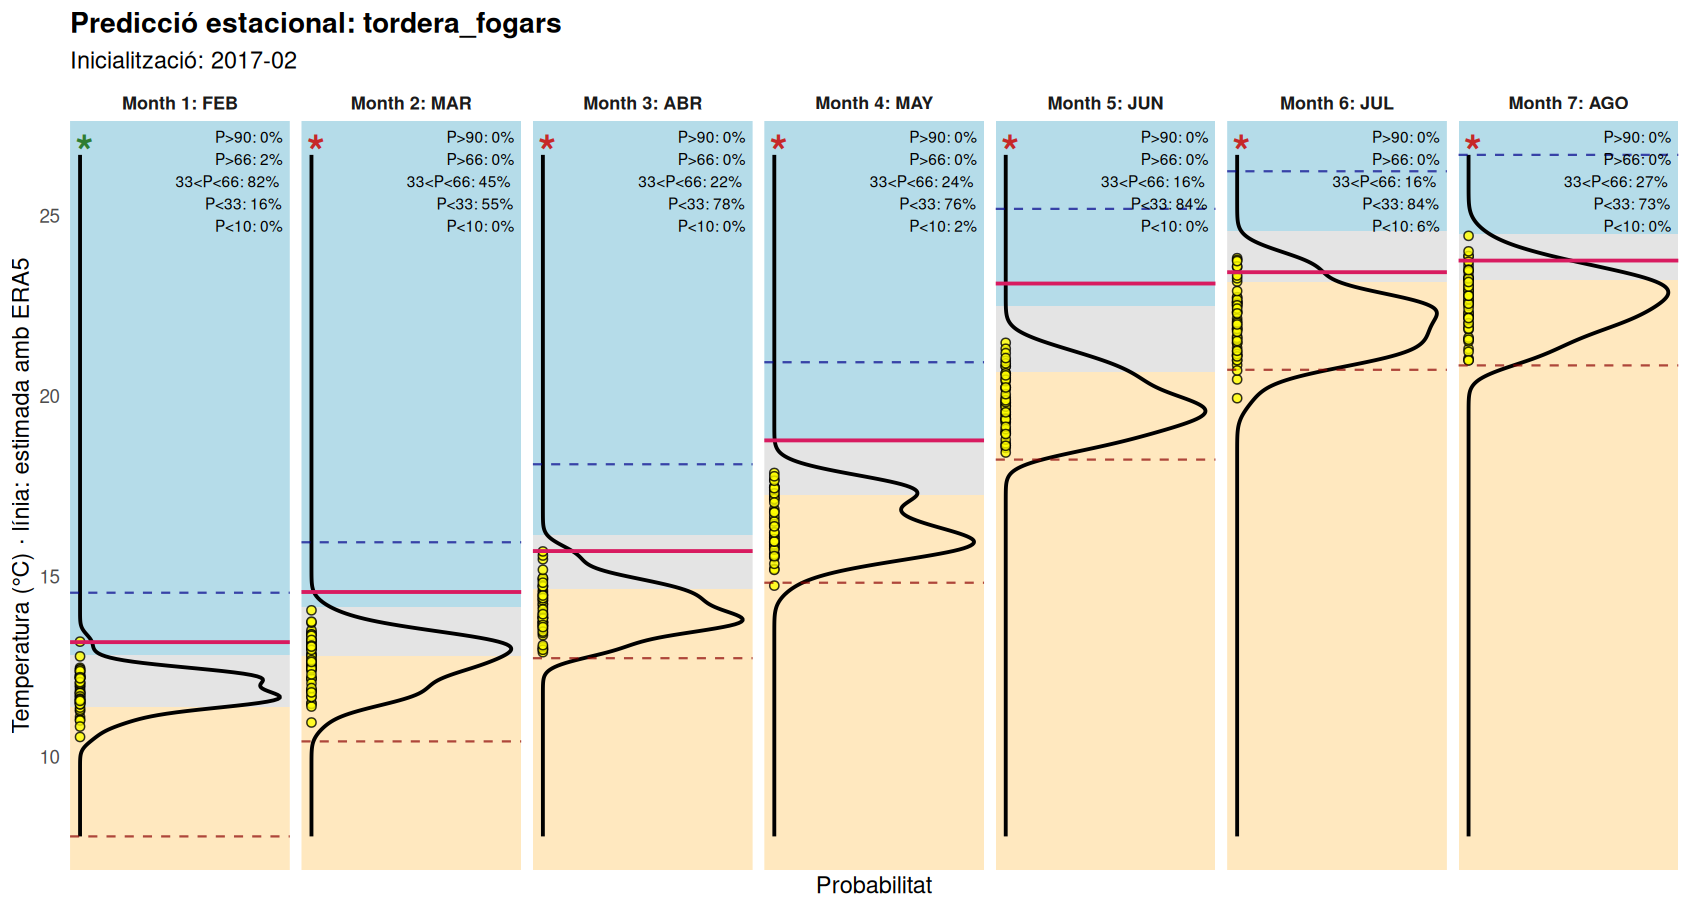 Predicció estacional: tordera_fogars
Inicialització: 2017-02
Month 1: FEB
Month 2: MAR
Month 3: ABR
Month 4: MAY
Month 5: JUN
Month 6: JUL
Month 7: AGO
*
P>90: 0%
P>66: 2%
33<P<66: 82%
P<33: 16%
P<10: 0%
*
P>90: 0%
P>66: 0%
33<P<66: 45%
P<33: 55%
P<10: 0%
*
P>90: 0%
P>66: 0%
33<P<66: 22%
P<33: 78%
P<10: 0%
*
P>90: 0%
P>66: 0%
33<P<66: 24%
P<33: 76%
P<10: 2%
*
P>90: 0%
P>66: 0%
33<P<66: 16%
P<33: 84%
P<10: 0%
*
P>90: 0%
P>66: 0%
33<P<66: 16%
P<33: 84%
P<10: 6%
*
P>90: 0%
P>66: 0%
33<P<66: 27%
P<33: 73%
P<10: 0%
25
20
15
10
Temperatura (°C) · línia: estimada amb ERA5
Probabilitat